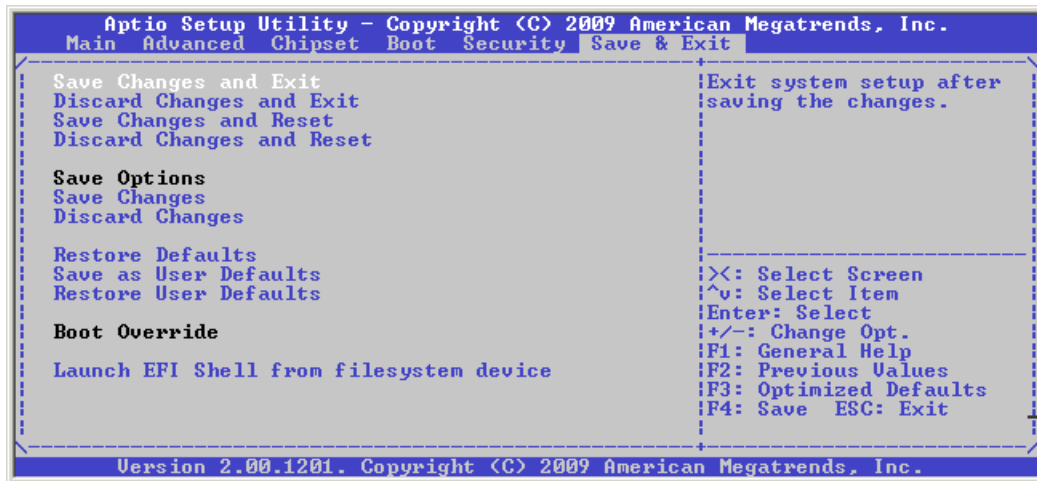 Aptio Setup Utility - Copyright (C) 2009 American Megatrends, Inc.
Main Advanced Chipset Boot Security Save & Exit
Save Changes and Exit
Discard Changes and Exit
Save Changes and Reset
Discard Changes and Reset
Save Options
Save Changes
Discard Changes
Restore Defaults
Save as User Defaults
Restore User Defaults
Boot Override
Launch EFI Shell from filesystem device
Exit system setup after
saving the changes.
><: Select Screen
^v: Select Item
Enter: Select
+/-: Change Opt.
F1: General Help
F2: Previous Values
F3: Optimized Defaults
F4: Save ESC: Exit
Version 2.00.1201. Copyright (C) 2009 American Megatrends, Inc.